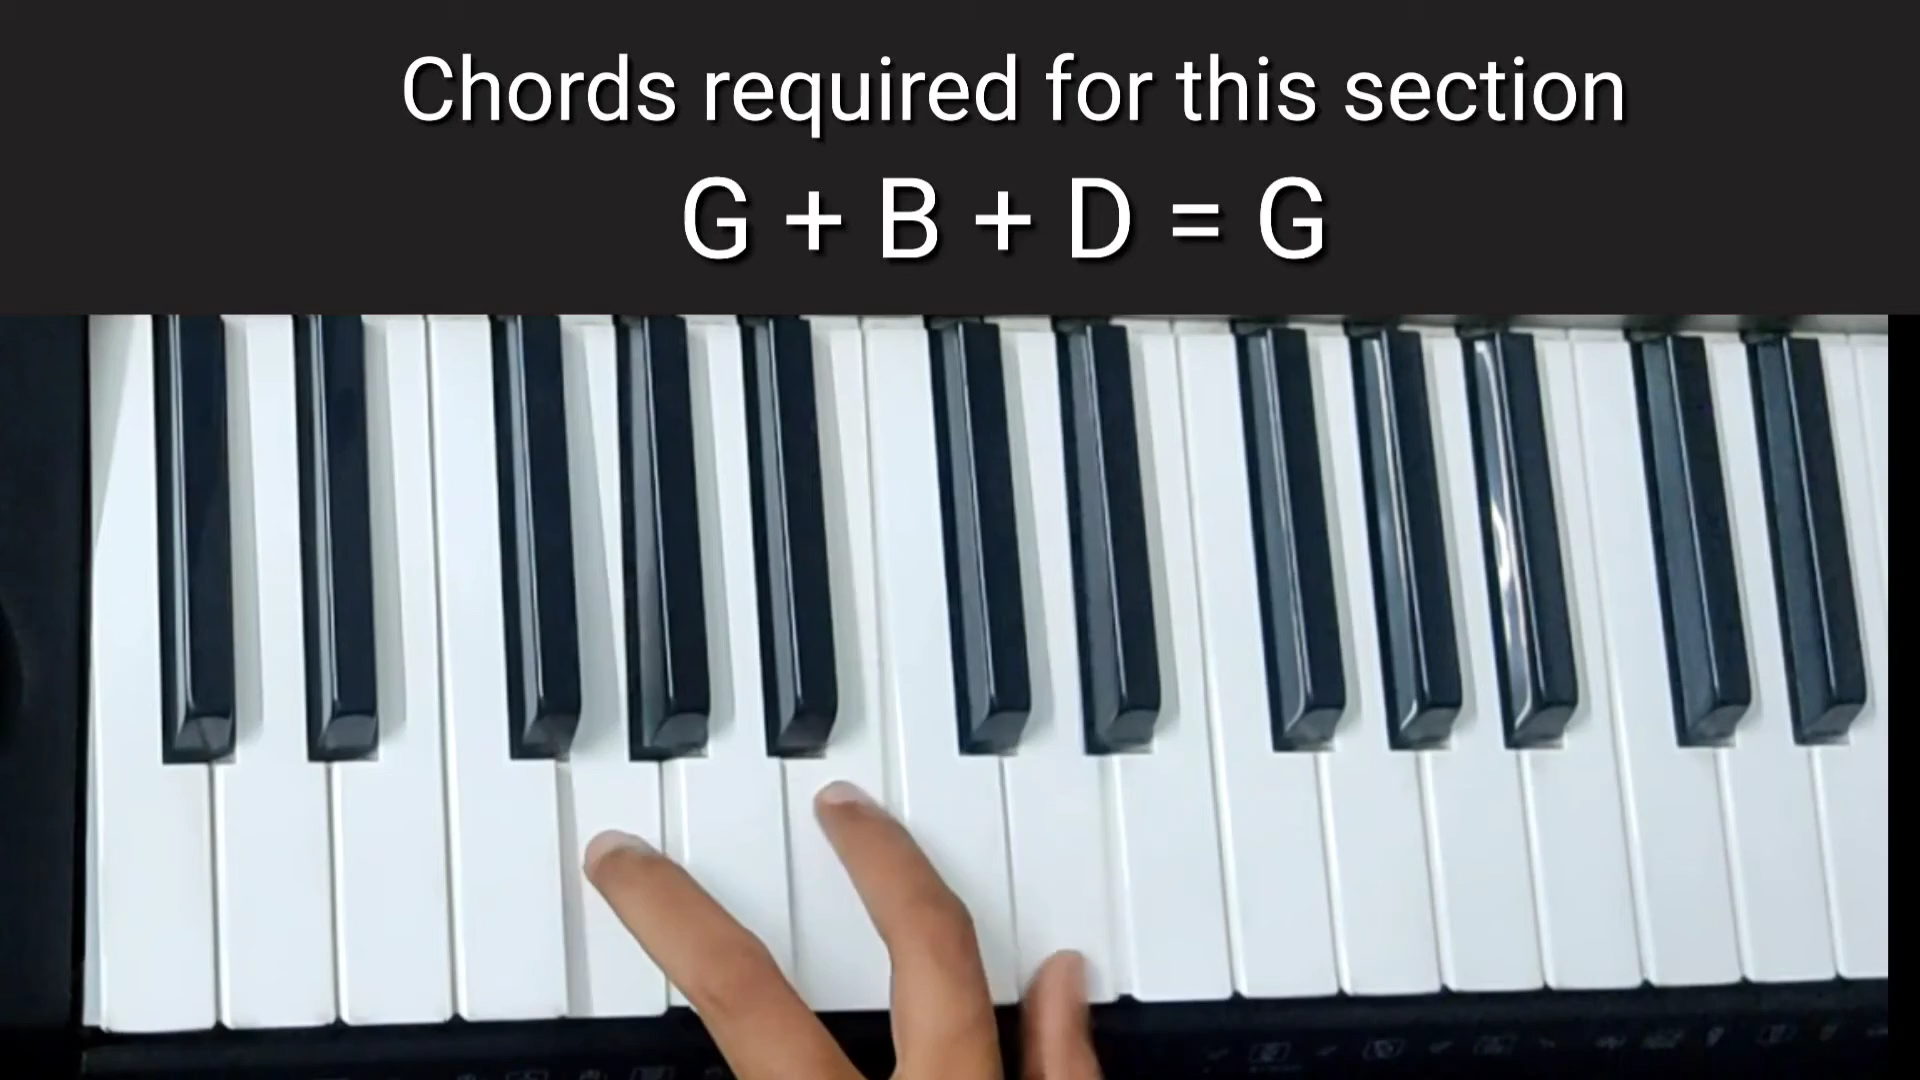 Chords required for this section
G + B + D = G